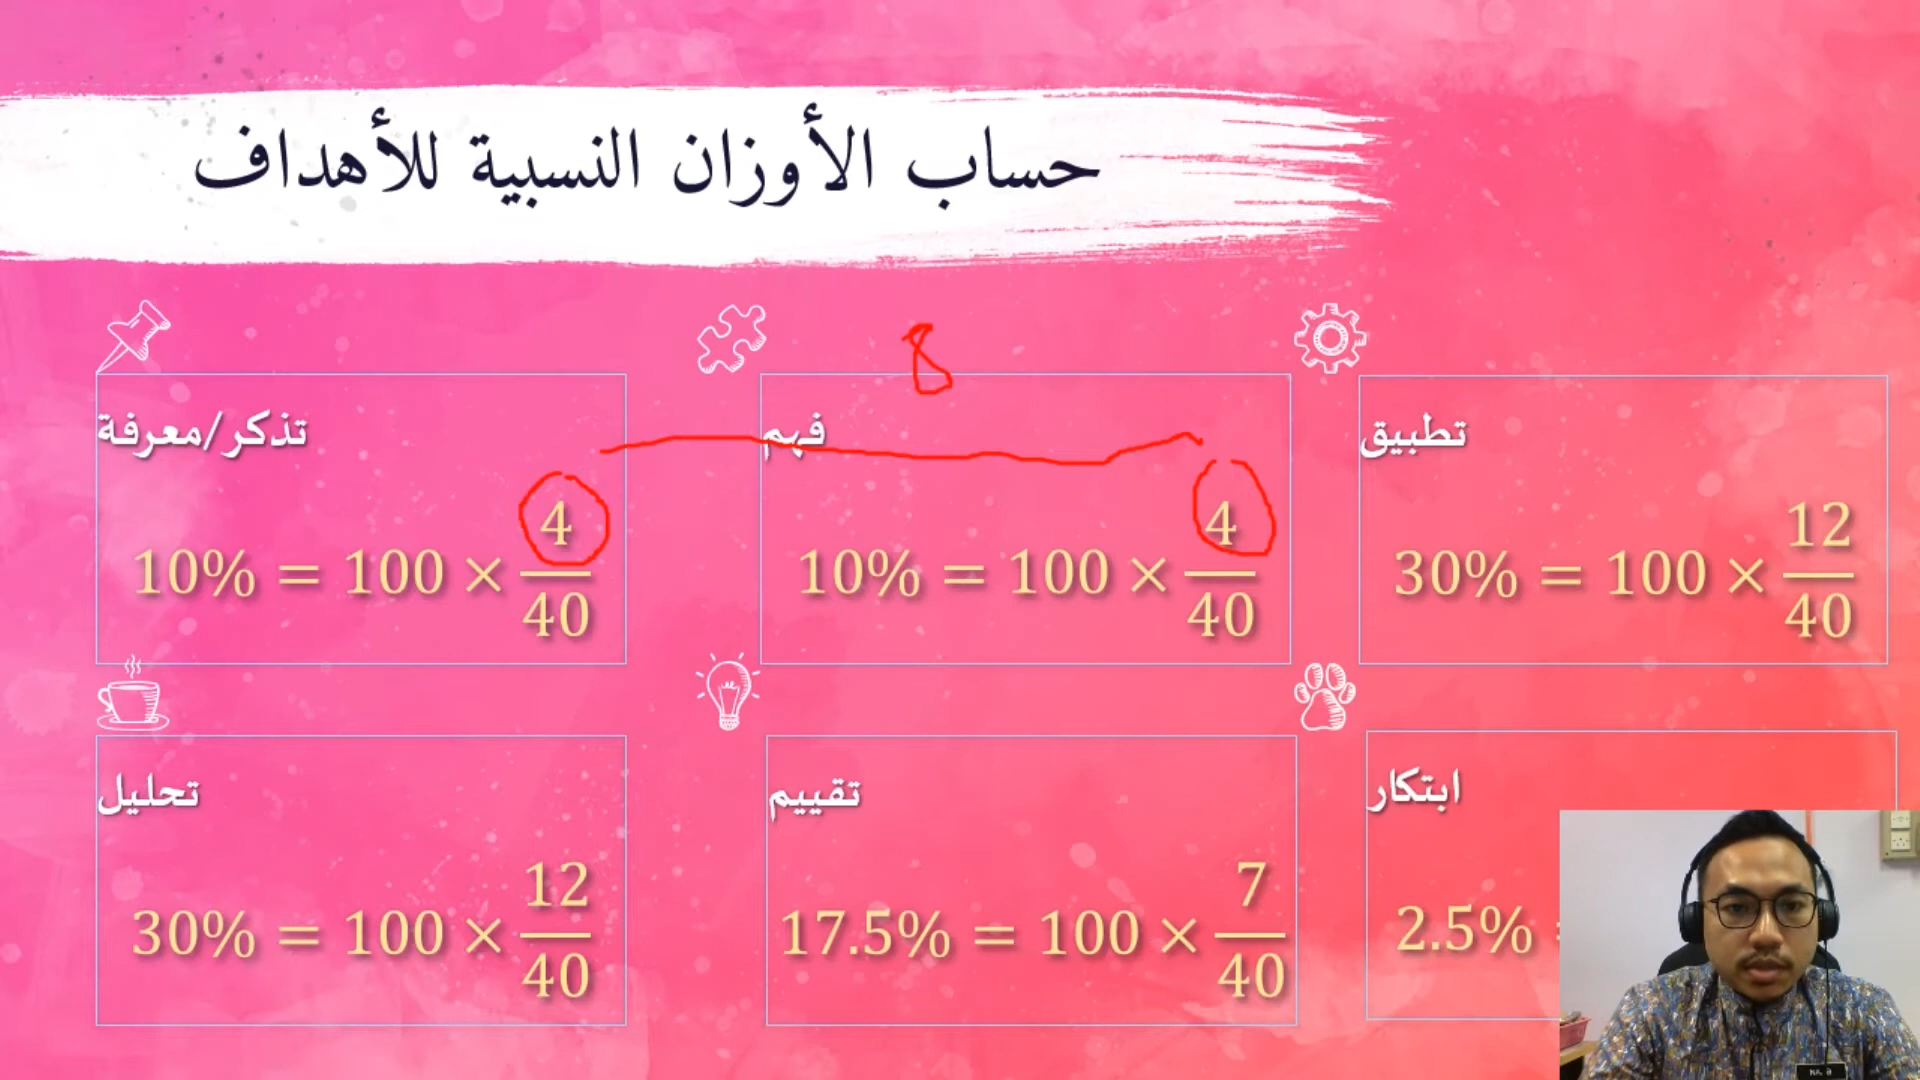 حساب الأوزان النسبية للأهداف
8
تذكر/معرفة
10% = 100 × 4/40
فهم
10% = 100 × 4/40
تطبيق
30% = 100 × 12/40
تحليل
30% = 100 × 12/40
تقييم
17.5% = 100 × 7/40
ابتكار
2.5%